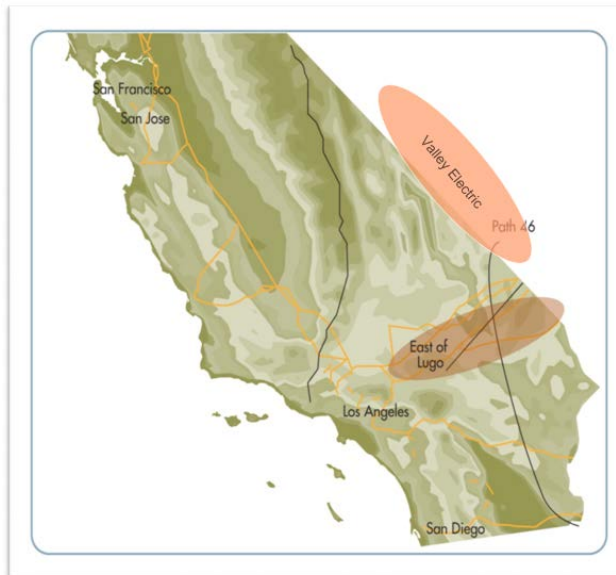 San Francisco
San Jose
Valley Electric
Path 46
East of
Lugo
Los Angeles
San Diego